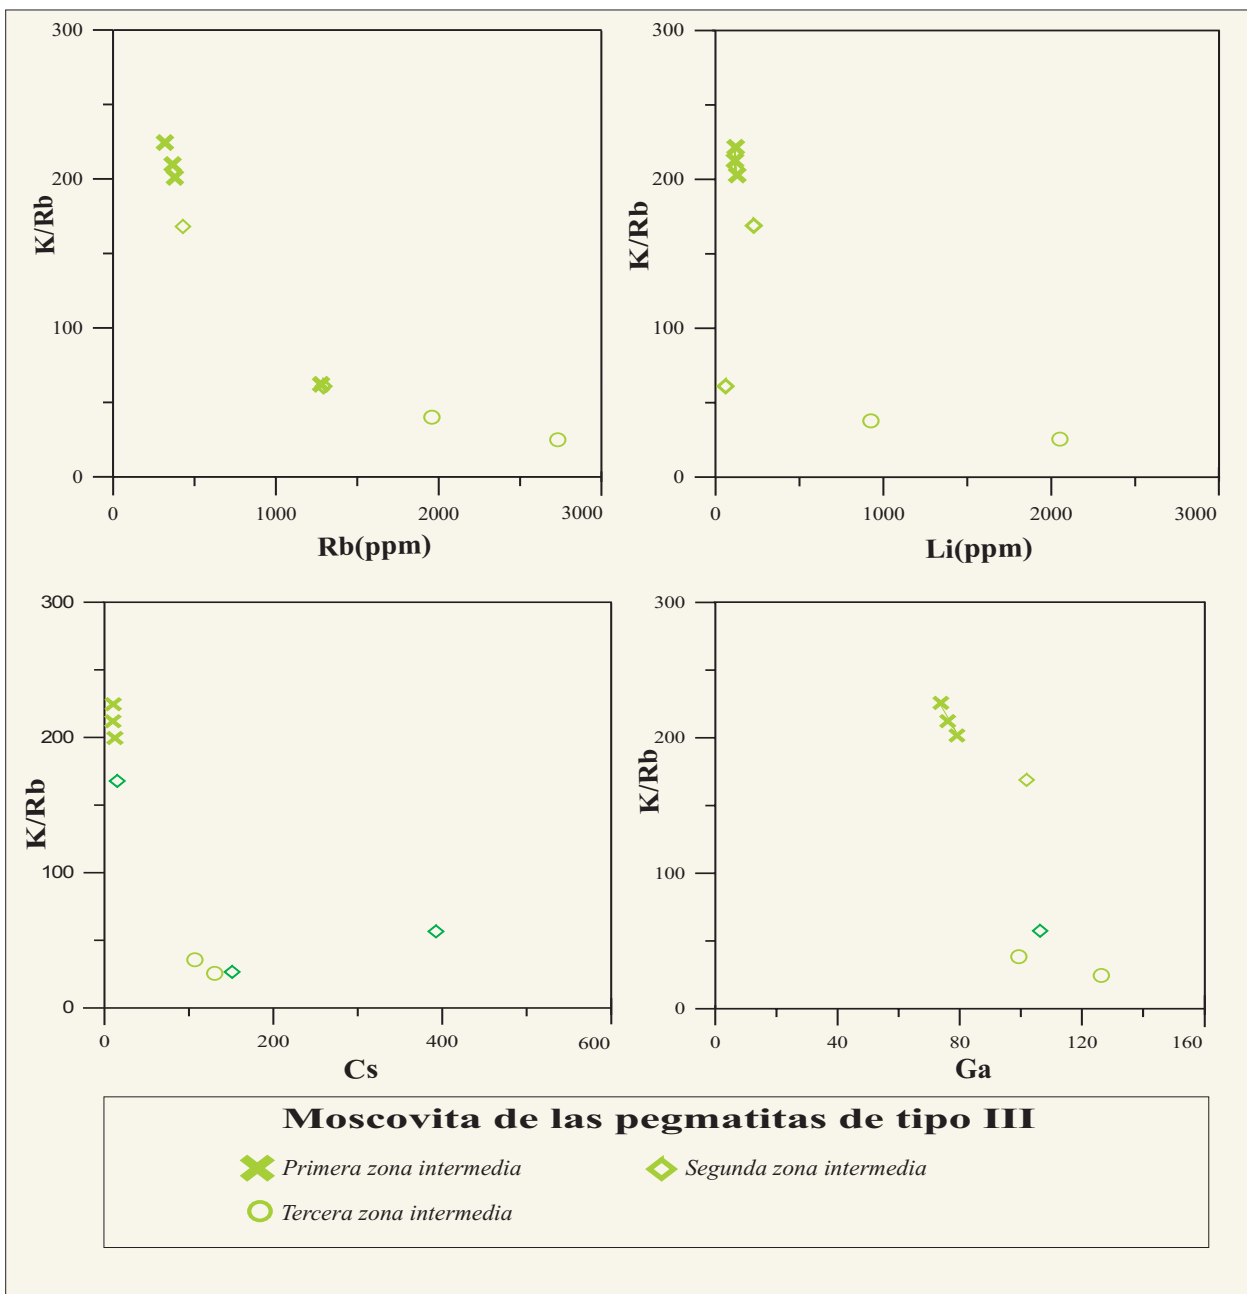 300
200
100
0
K/Rb
0 1000 2000 3000
Rb(ppm)
300
200
100
0
K/Rb
0 1000 2000 3000
Li(ppm)
300
200
100
0
K/Rb
0 200 400 600
Cs
300
200
100
0
K/Rb
0 40 80 120 160
Ga
Moscovita de las pegmatitas de tipo III
Primera zona intermedia Segunda zona intermedia
Tercera zona intermedia